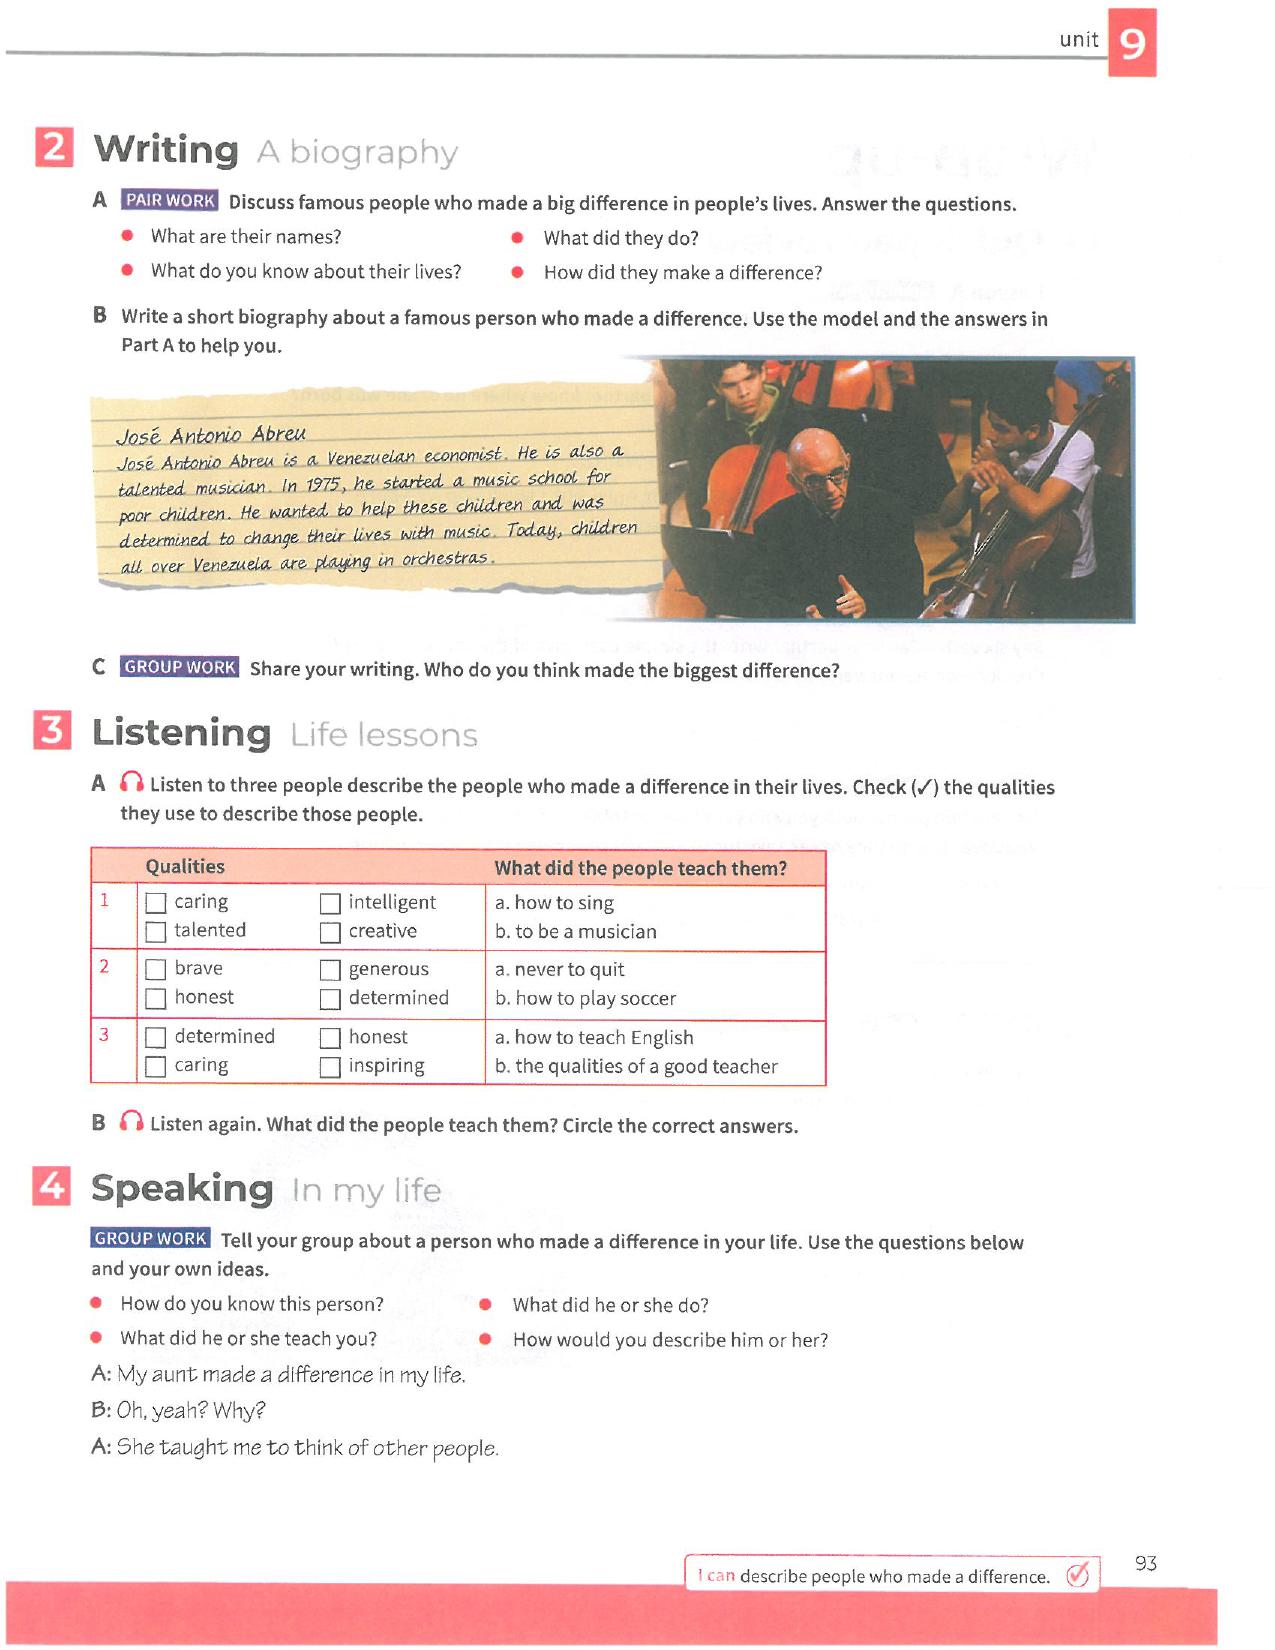 unit 9
2 Writing A biography
A PAIR WORK Discuss famous people who made a big difference in people's lives. Answer the questions.
• What are their names?
• What did they do?
• What do you know about their lives?
• How did they make a difference?
B Write a short biography about a famous person who made a difference. Use the model and the answers in
Part A to help you.
José Antonio Abreu
José Antonio Abreu is a Venezuelan economist. He is also a
talented musician. In 1975, he started a music school for
poor children. He wanted to help these children and was
determined to change their lives with music. Today, children
all over Venezuela are playing in orchestras.
C GROUP WORK Share your writing. Who do you think made the biggest difference?
3 Listening Life lessons
A Listen to three people describe the people who made a difference in their lives. Check (✓) the qualities
they use to describe those people.
Qualities What did the people teach them?
1 caring intelligent a. how to sing
talented creative b. to be a musician
2 brave generous a. never to quit
honest determined b. how to play soccer
3 determined honest a. how to teach English
caring inspiring b. the qualities of a good teacher
B Listen again. What did the people teach them? Circle the correct answers.
4 Speaking In my life
GROUP WORK Tell your group about a person who made a difference in your life. Use the questions below
and your own ideas.
• How do you know this person?
• What did he or she do?
• What did he or she teach you?
• How would you describe him or her?
A: My aunt made a difference in my life.
B: Oh, yeah? Why?
A: She taught me to think of other people.
I can describe people who made a difference.
93